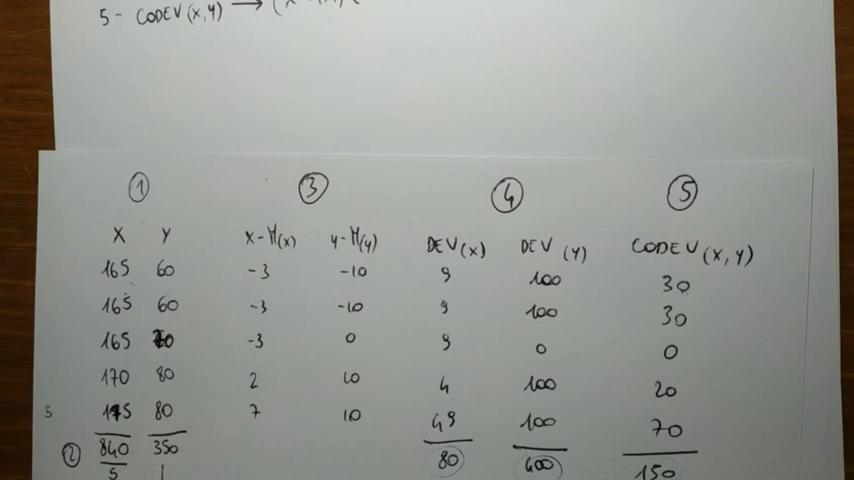 5 - CODEV(X,Y) → (X
① ③ ④ ⑤
X Y X-M(X) Y-M(Y) DEV(X) DEV(Y) CODEV(X,Y)
165 60 -3 -10 9 100 30
165 60 -3 -10 9 100 30
165 70 -3 0 9 0 0
170 80 2 10 4 100 20
5 175 80 7 10 49 100 70
② 840 350 80 400 150
5